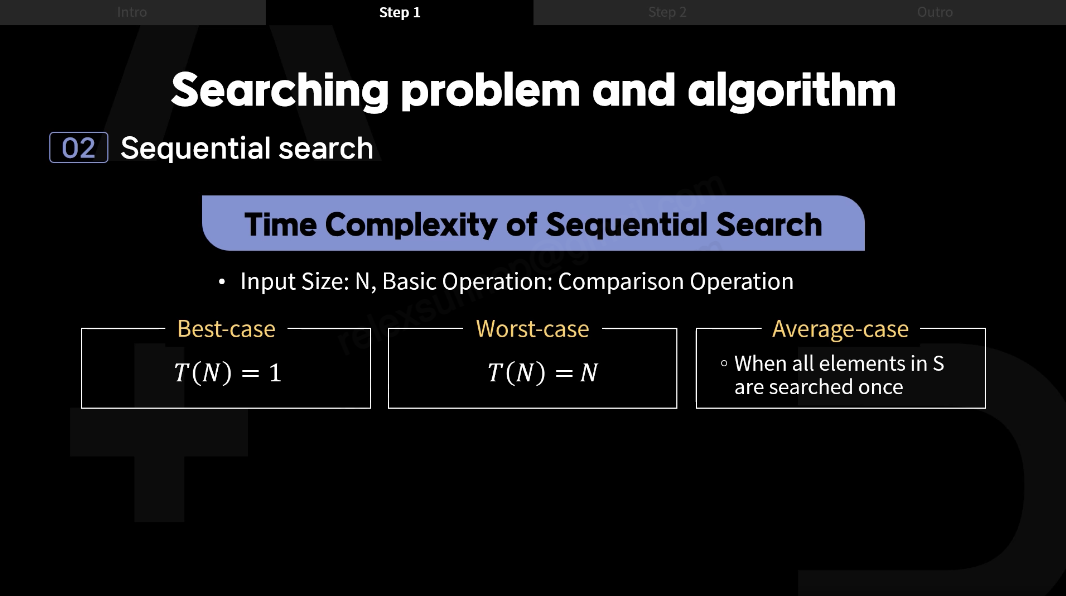 Intro
Step 1
Step 2
Outro
Searching problem and algorithm
02 Sequential search
Time Complexity of Sequential Search
• Input Size: N, Basic Operation: Comparison Operation
Best-case
T(N) = 1
Worst-case
T(N) = N
Average-case
○ When all elements in S
are searched once